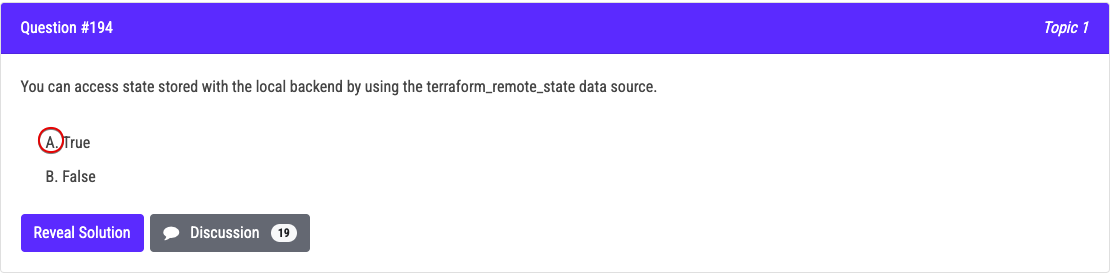 Question #194 Topic 1
You can access state stored with the local backend by using the terraform_remote_state data source.
A. True
B. False
Reveal Solution Discussion 19